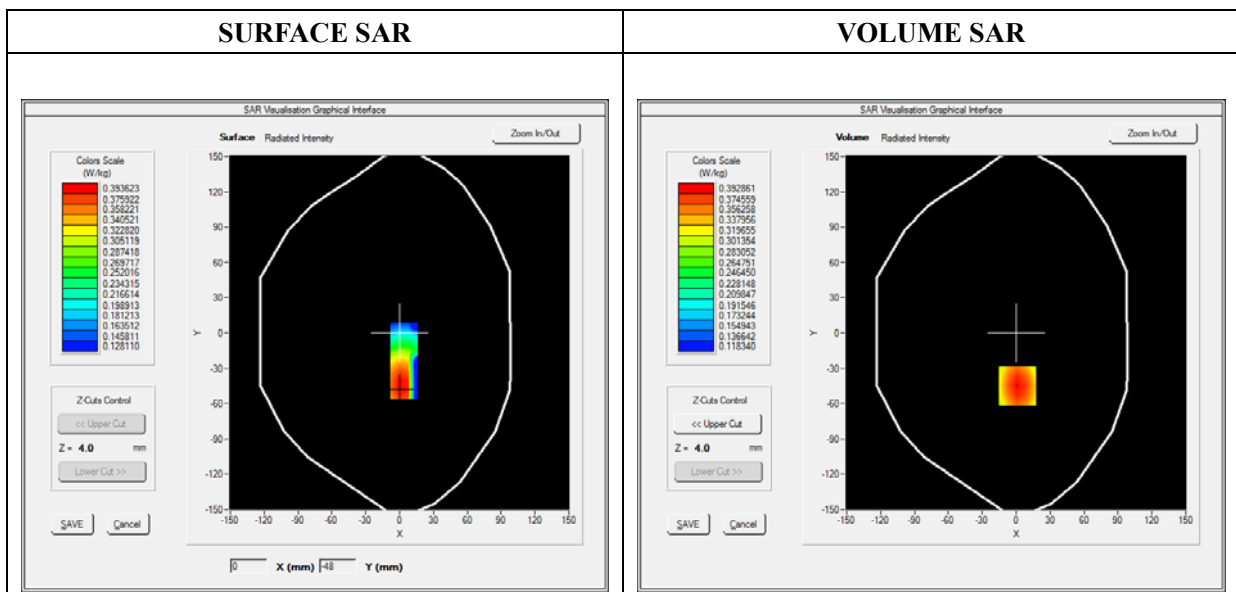 SURFACE SAR
VOLUME SAR
SAR Visualisation Graphical Interface
Surface Radiated Intensity
Zoom In/Out
Colors Scale
(W/kg)
0.393623
0.375922
0.358221
0.340521
0.322820
0.305119
0.287418
0.269717
0.252016
0.234315
0.216614
0.198913
0.181213
0.163512
0.145811
0.128110
150
120
90
60
30
0
-30
-60
-90
-120
-150
Y
-150 -120 -90 -60 -30 0 30 60 90 120 150
X
Z-Cuts Control
<< Upper Cut
Z = 4.0 mm
Lower Cut >>
SAVE Cancel
0 X (mm) -48 Y (mm)
SAR Visualisation Graphical Interface
Volume Radiated Intensity
Zoom In/Out
Colors Scale
(W/kg)
0.392861
0.374559
0.356258
0.337956
0.319655
0.301354
0.283052
0.264751
0.246450
0.228148
0.209847
0.191546
0.173244
0.154943
0.136642
0.118340
150
120
90
60
30
0
-30
-60
-90
-120
-150
Y
-150 -120 -90 -60 -30 0 30 60 90 120 150
X
Z-Cuts Control
<< Upper Cut
Z = 4.0 mm
Lower Cut >>
SAVE Cancel